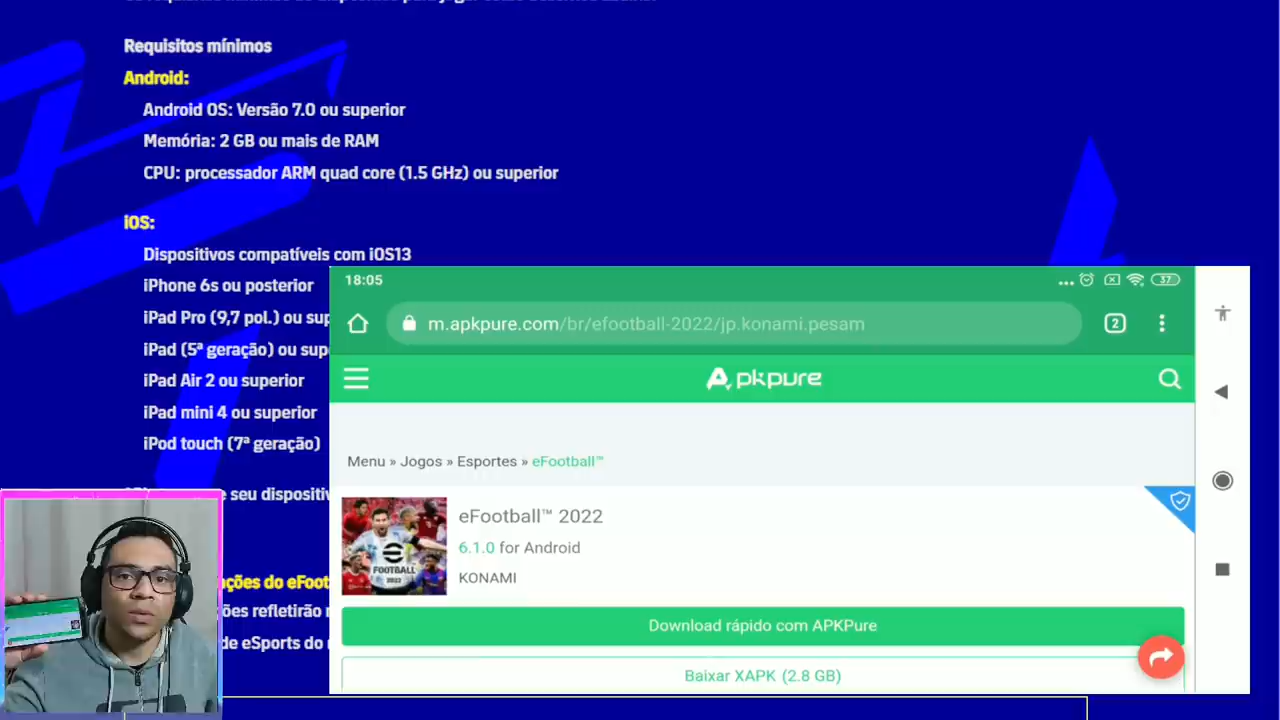 Requisitos mínimos
Android:
Android OS: Versão 7.0 ou superior
Memória: 2 GB ou mais de RAM
CPU: processador ARM quad core (1.5 GHz) ou superior
iOS:
Dispositivos compatíveis com iOS13
iPhone 6s ou posterior
iPad Pro (9,7 pol.) ou sup
iPad (5ª geração) ou supe
iPad Air 2 ou superior
iPad mini 4 ou superior
iPod touch (7ª geração)
e seu dispositiv
ções do eFoot
ões refletirão
de eSports do
18:05
37
m.apkpure.com/br/efootball-2022/jp.konami.pesam
2
Apkpure
Menu » Jogos » Esportes » eFootball™
FOOTBALL
2022
eFootball™ 2022
6.1.0 for Android
KONAMI
Download rápido com APKPure
Baixar XAPK (2.8 GB)